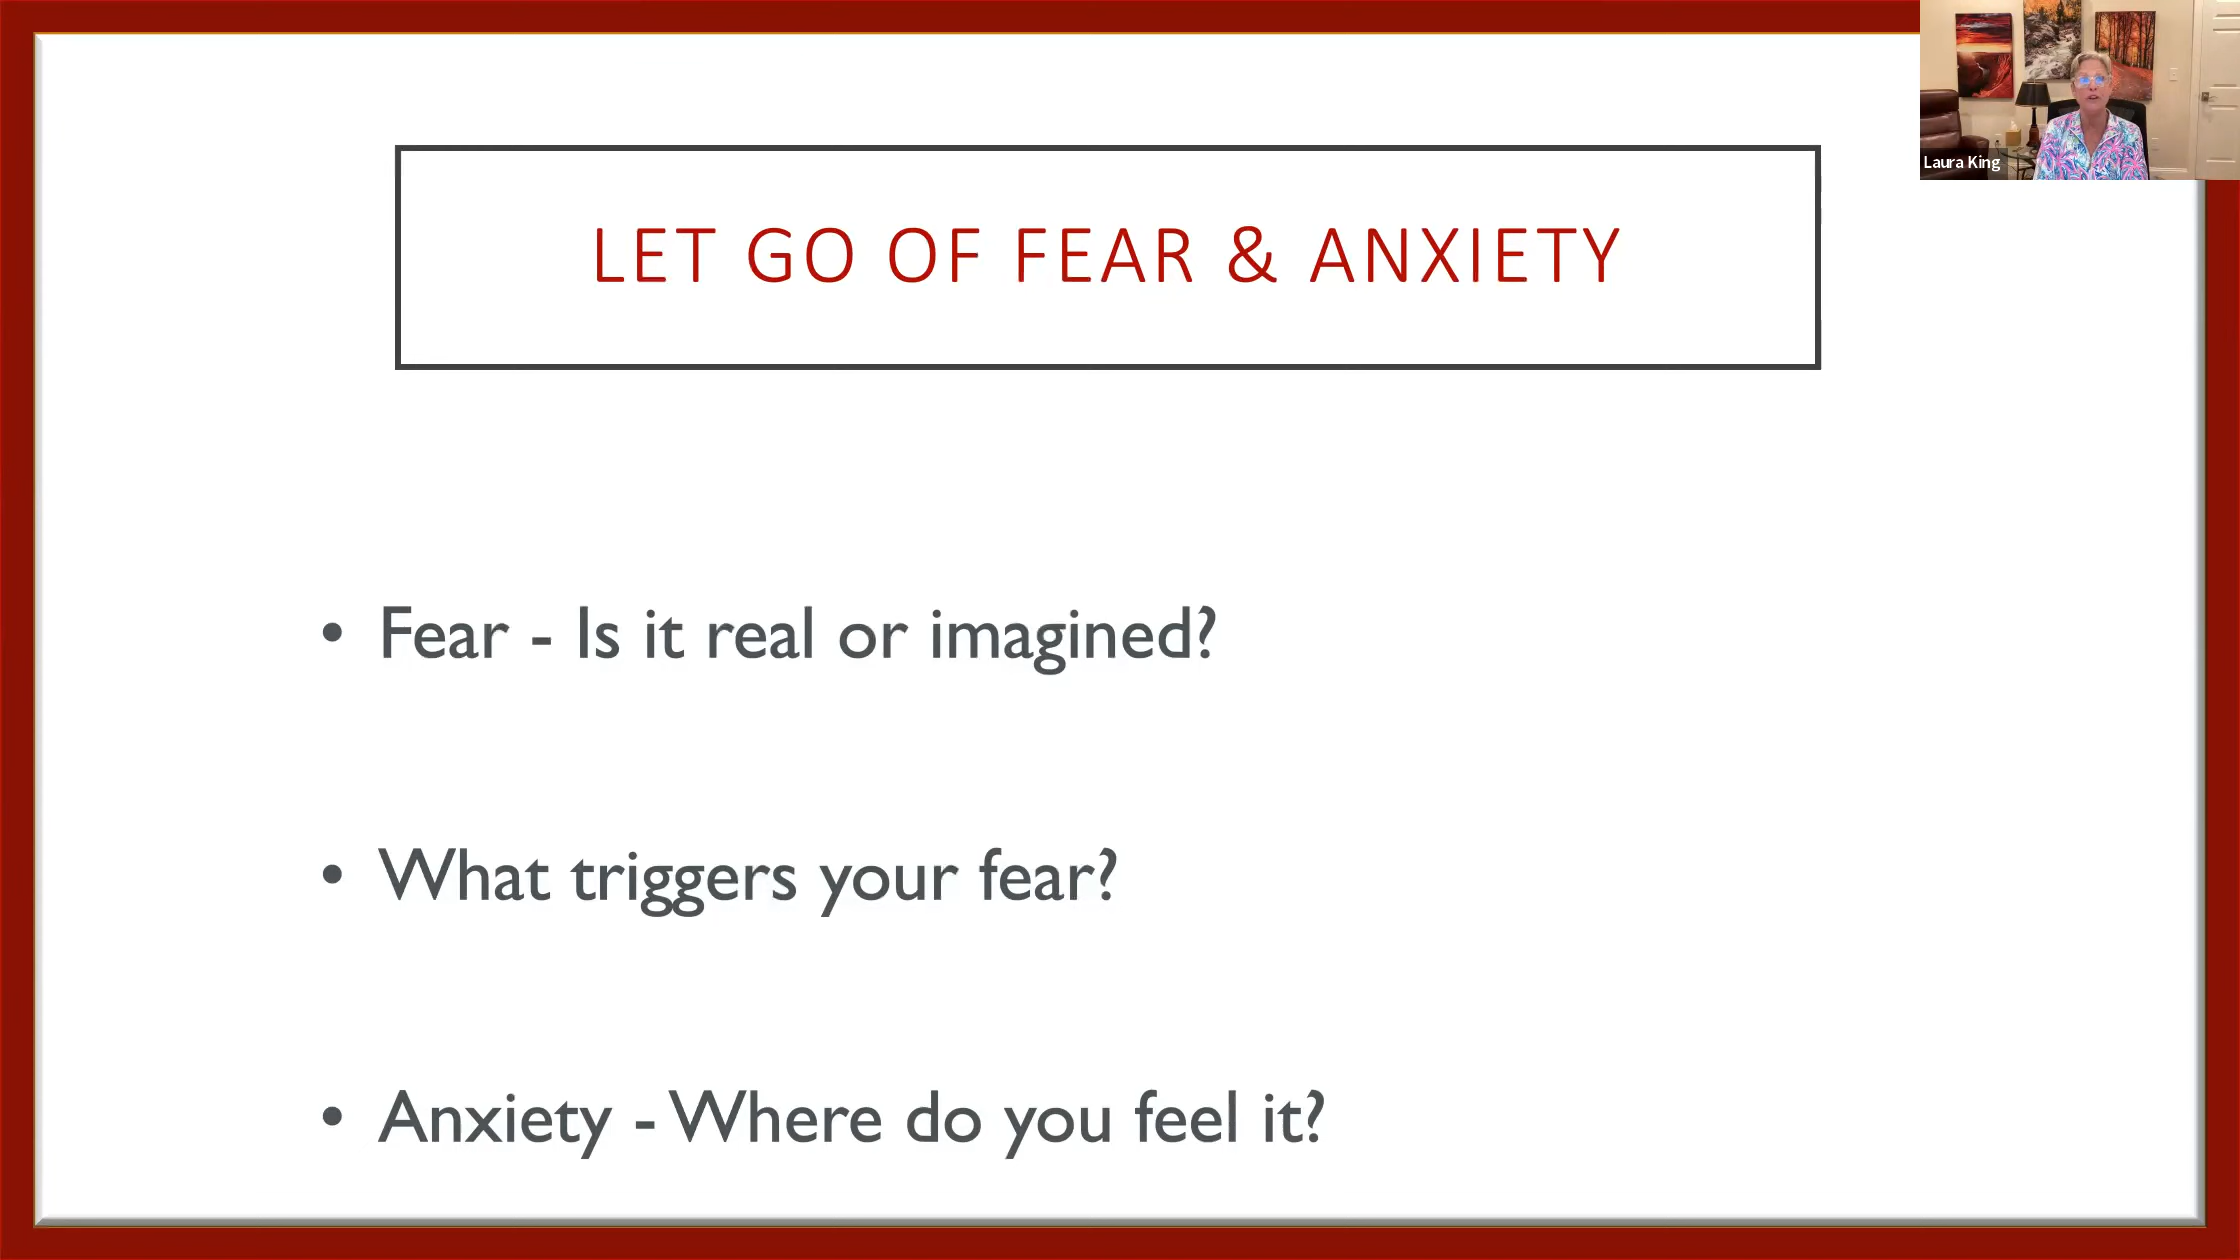 LET GO OF FEAR & ANXIETY
Laura King
• Fear - Is it real or imagined?
• What triggers your fear?
• Anxiety - Where do you feel it?